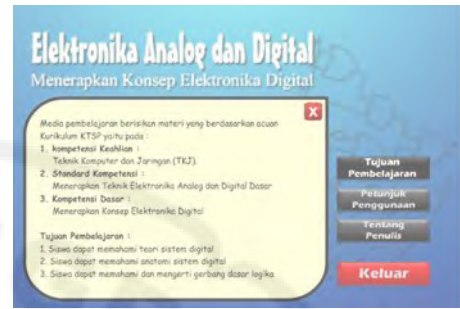 Elektronika Analog dan Digital
Menerapkan Konsep Elektronika Digital
X
Media pembelajaran berisikan materi yang berdasarkan acuan
Kurikulum KTSP yaitu pada :
1. kompetensi Keahlian :
Teknik Komputer dan Jaringan (TKJ).
2. Standard Kompetensi :
Menerapkan Teknik Elektronika Analog dan Digital Dasar
3. Kompetensi Dasar :
Menerapkan Konsep Elektronika Digital
Tujuan Pembelajaran :
1. Siswa dapat memahami teori sistem digital
2. Siswa dapat memahami anatomi sistem digital
3. Siswa dapat memahami dan mengerti gerbang dasar logika
Tujuan
Pembelajaran
Petunjuk
Penggunaan
Tentang
Penulis
Keluar